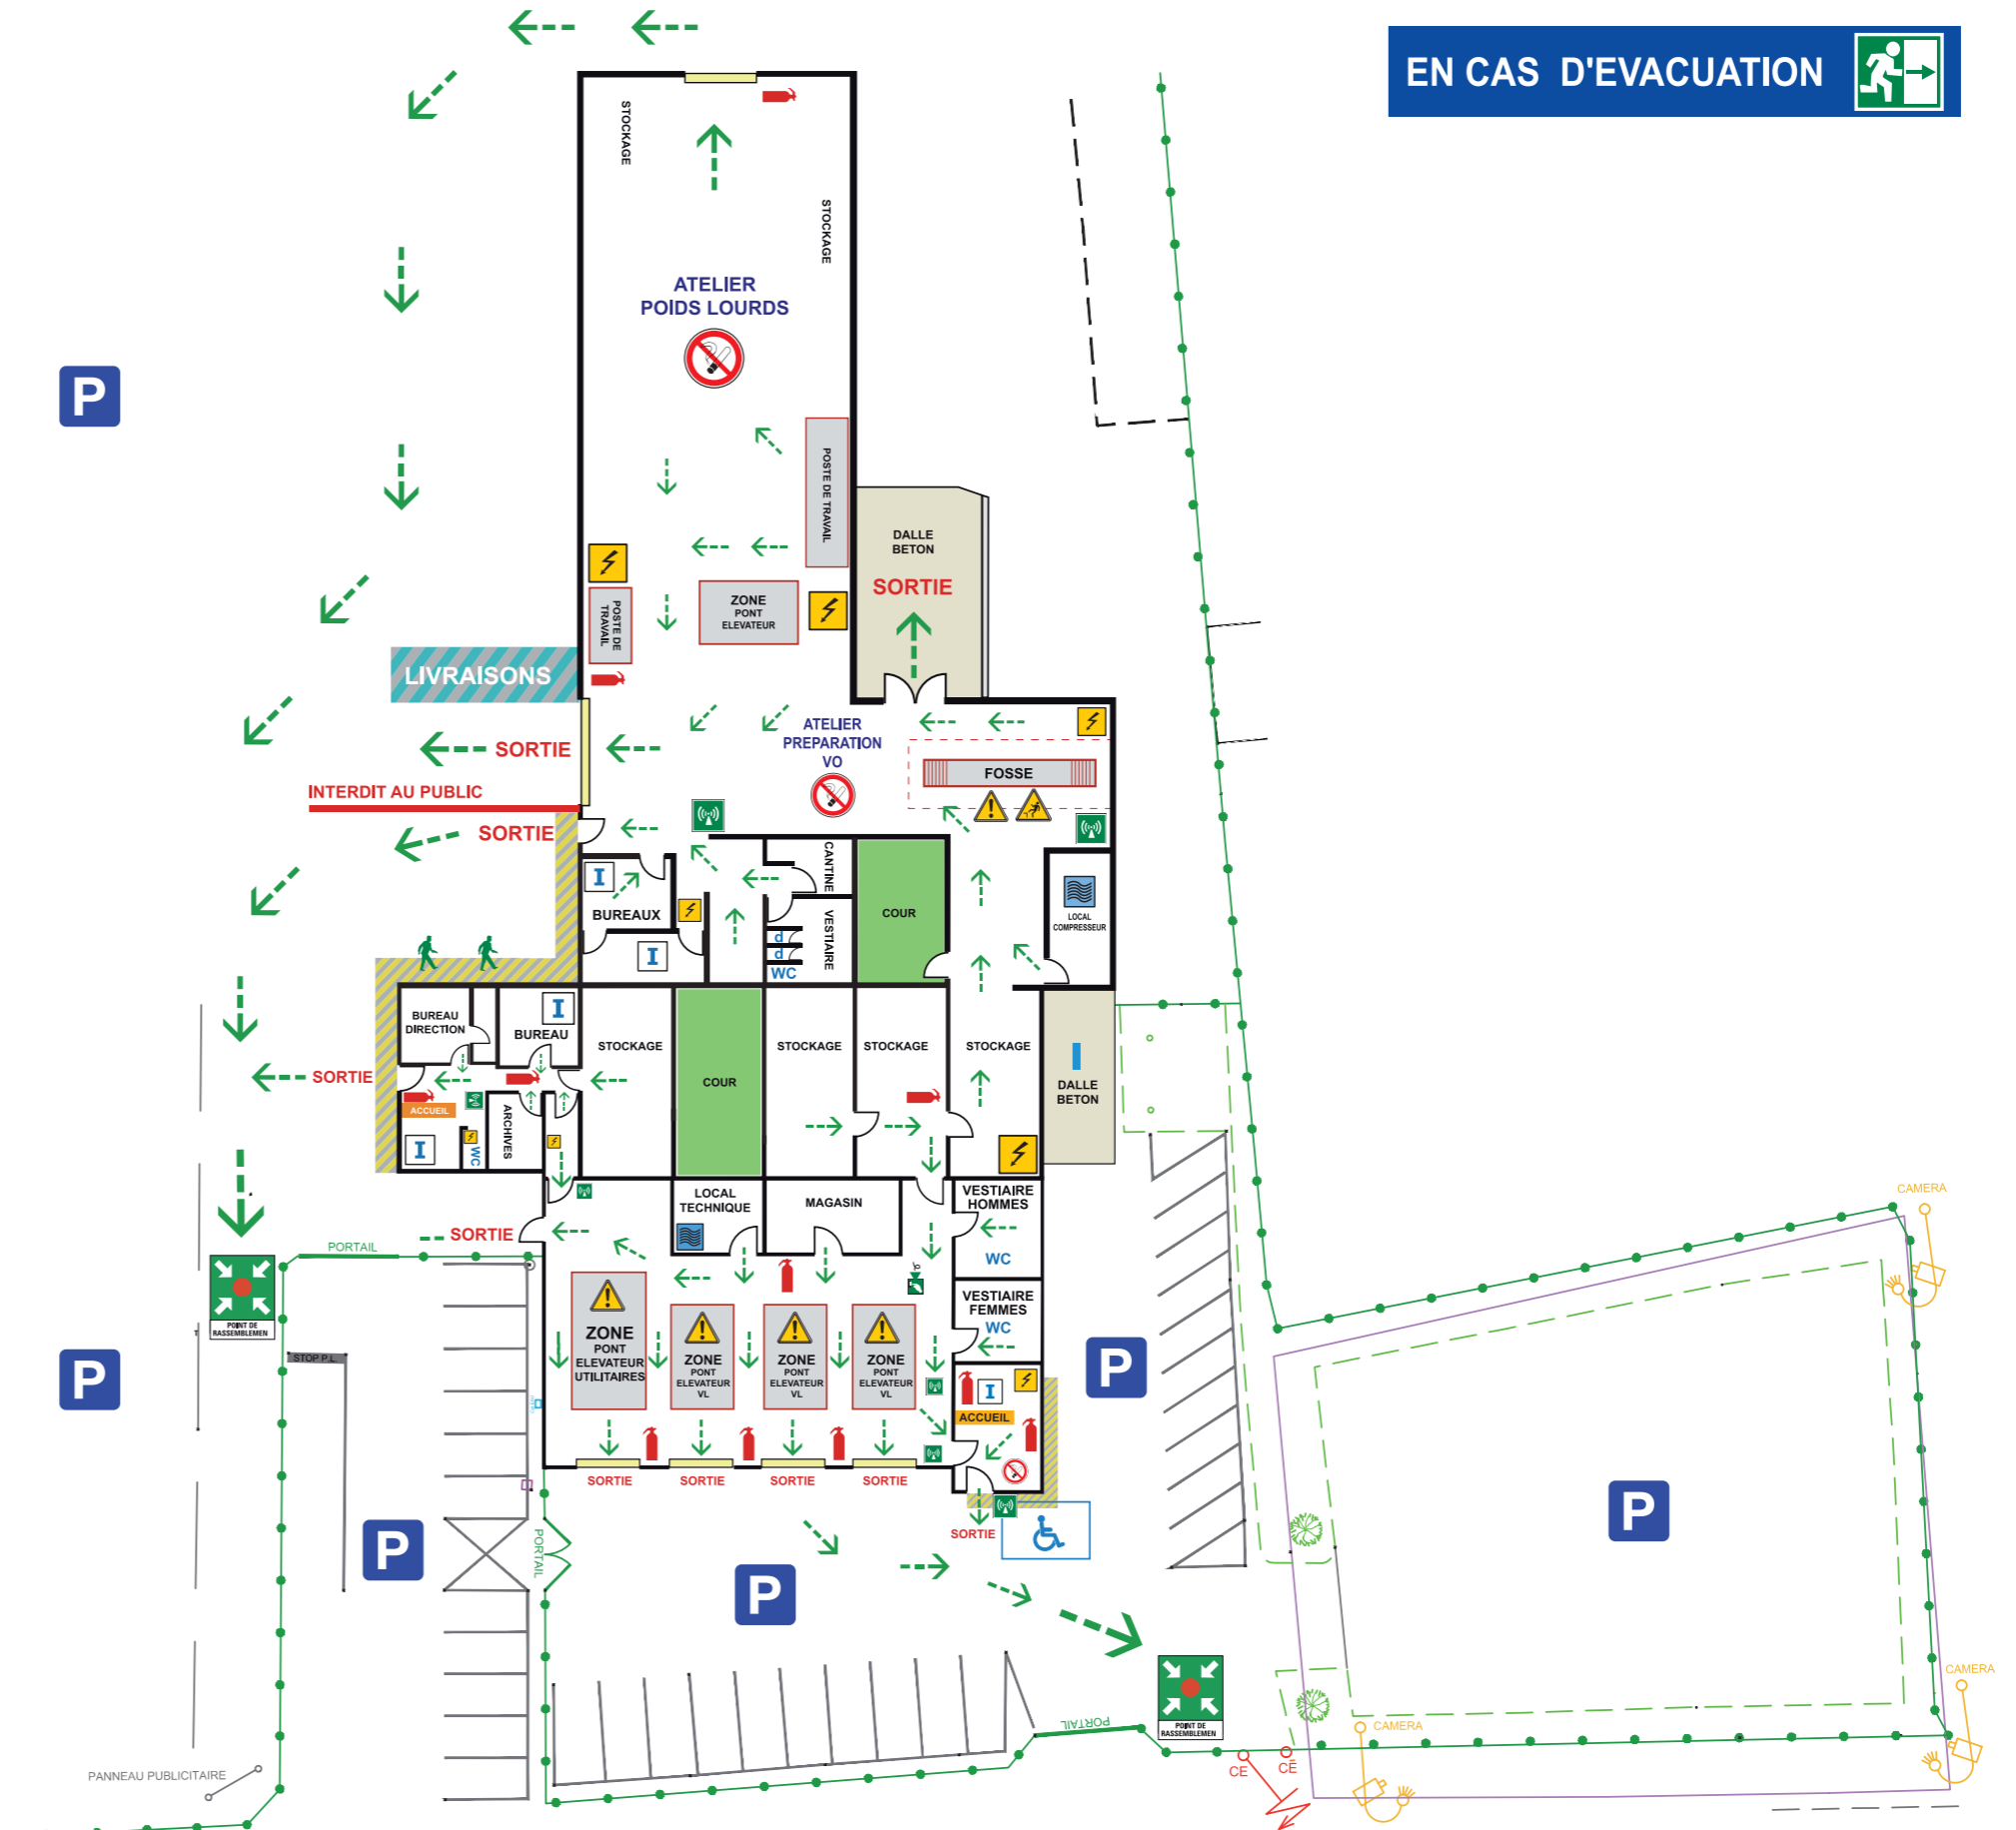 EN CAS D'EVACUATION
STOCKAGE
STOCKAGE
ATELIER
POIDS LOURDS
P
POSTE DE TRAVAIL
DALLE
BETON
SORTIE
POSTE DE
TRAVAIL
ZONE
PONT
ELEVATEUR
LIVRAISONS
SORTIE
ATELIER
PREPARATION
VO
FOSSE
INTERDIT AU PUBLIC
SORTIE
I
BUREAUX
I
CANTINE
VESTIAIRE
d
d
WC
COUR
LOCAL
COMPRESSEUR
BUREAU
DIRECTION
I
BUREAU
STOCKAGE
COUR
STOCKAGE
STOCKAGE
STOCKAGE
I
DALLE
BETON
SORTIE
ACCUEIL
I
WC
ARCHIVES
LOCAL
TECHNIQUE
MAGASIN
VESTIAIRE
HOMMES
WC
SORTIE
PORTAIL
POINT DE
RASSEMBLEMEN
T
STOP P.L.
P
ZONE
PONT
ELEVATEUR
UTILITAIRES
ZONE
PONT
ELEVATEUR
VL
ZONE
PONT
ELEVATEUR
VL
ZONE
PONT
ELEVATEUR
VL
VESTIAIRE
FEMMES
WC
I
ACCUEIL
P
CAMERA
SORTIE
SORTIE
SORTIE
SORTIE
SORTIE
P
PORTAIL
P
P
PORTAIL
POINT DE
RASSEMBLEMEN
CAMERA
CAMERA
CE
CE
PANNEAU PUBLICITAIRE